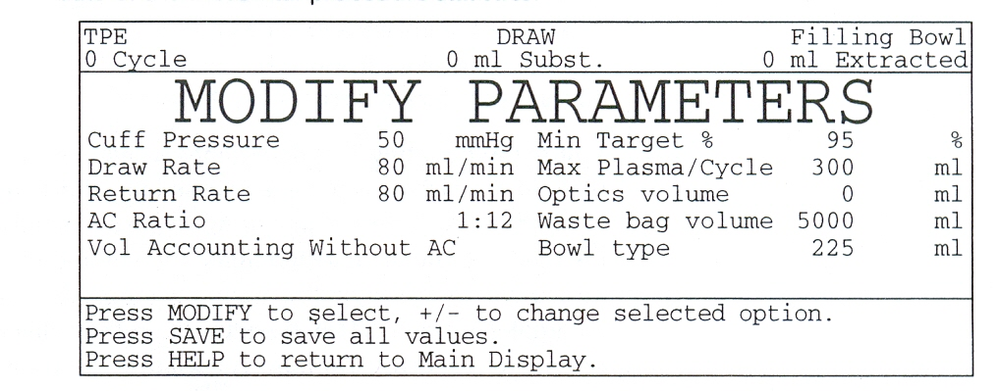 TPE DRAW Filling Bowl
0 Cycle 0 ml Subst. 0 ml Extracted
MODIFY PARAMETERS
Cuff Pressure 50 mmHg Min Target % 95 %
Draw Rate 80 ml/min Max Plasma/Cycle 300 ml
Return Rate 80 ml/min Optics volume 0 ml
AC Ratio 1:12 Waste bag volume 5000 ml
Vol Accounting Without AC Bowl type 225 ml
Press MODIFY to select, +/- to change selected option.
Press SAVE to save all values.
Press HELP to return to Main Display.